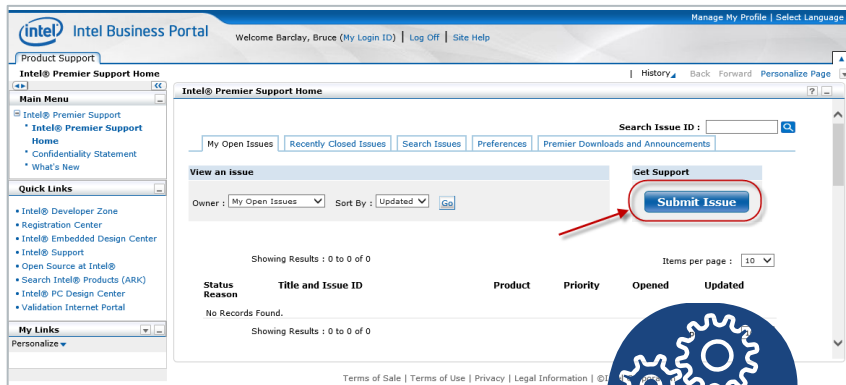 Manage My Profile | Select Language
intel Intel Business Portal
Welcome Barclay, Bruce (My Login ID) | Log Off | Site Help
Product Support
Intel® Premier Support Home
| History Back Forward Personalize Page
Main Menu
Intel® Premier Support
Intel® Premier Support Home
Confidentiality Statement
What's New
Quick Links
• Intel® Developer Zone
• Registration Center
• Intel® Embedded Design Center
• Intel® Support
• Open Source at Intel®
• Search Intel® Products (ARK)
• Intel® PC Design Center
• Validation Internet Portal
My Links
Personalize
Intel® Premier Support Home
Search Issue ID :
My Open Issues Recently Closed Issues Search Issues Preferences Premier Downloads and Announcements
View an issue
Get Support
Owner : My Open Issues Sort By : Updated Go
Submit Issue
Showing Results : 0 to 0 of 0
Items per page : 10
Status Reason Title and Issue ID Product Priority Opened Updated
No Records Found.
Showing Results : 0 to 0 of 0
Terms of Sale | Terms of Use | Privacy | Legal Information |